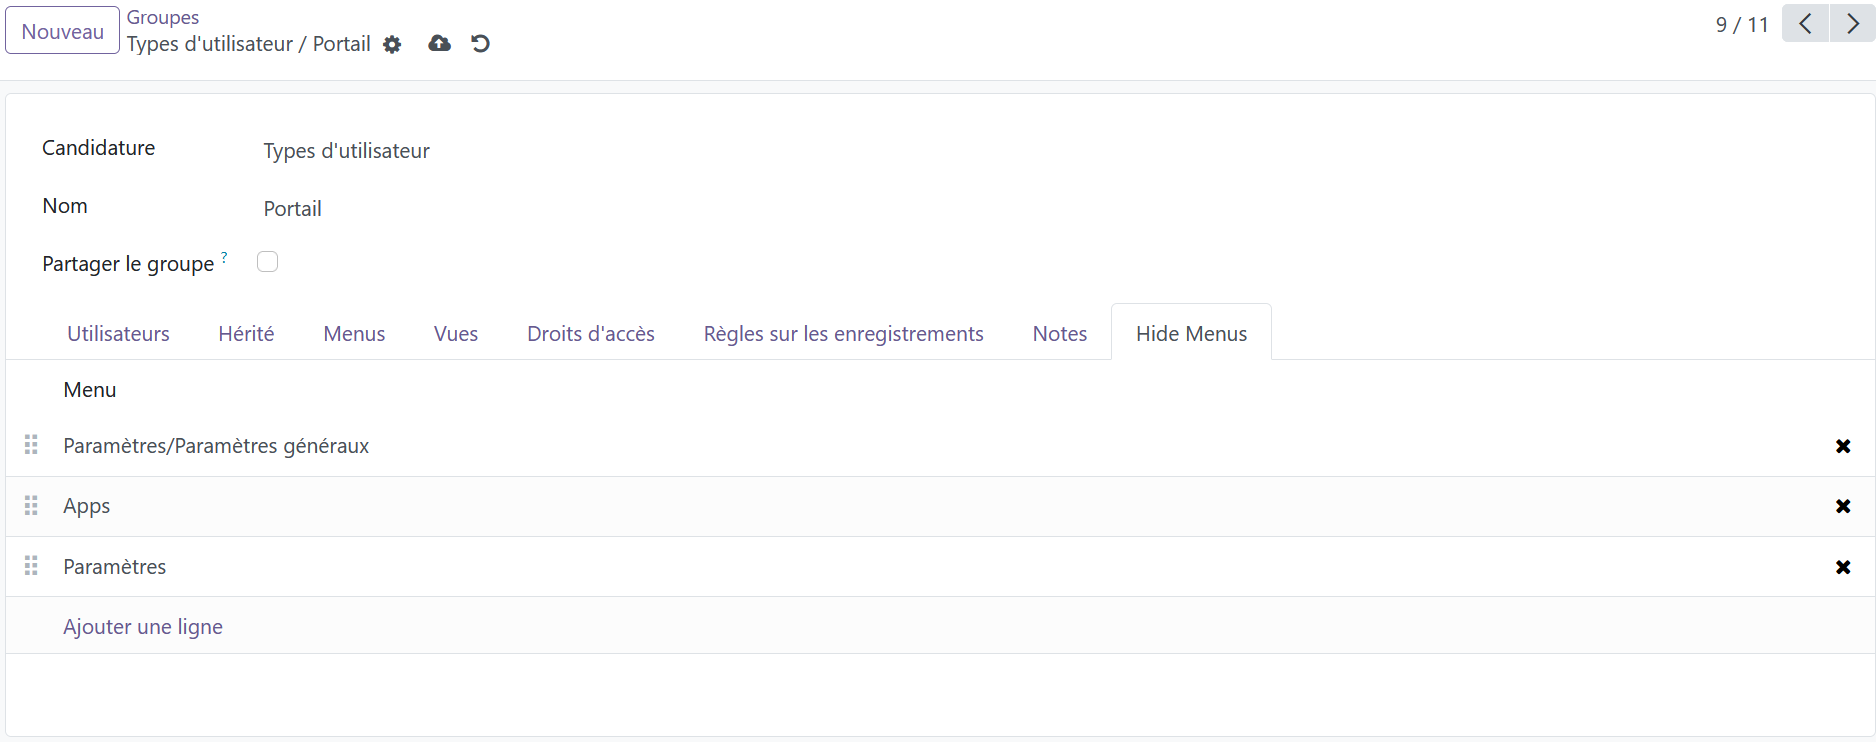 Nouveau
Groupes
Types d'utilisateur / Portail
9 / 11
Candidature
Types d'utilisateur
Nom
Portail
Partager le groupe ?
Utilisateurs Hérité Menus Vues Droits d'accès Règles sur les enregistrements Notes Hide Menus
Menu
Paramètres/Paramètres généraux
Apps
Paramètres
Ajouter une ligne